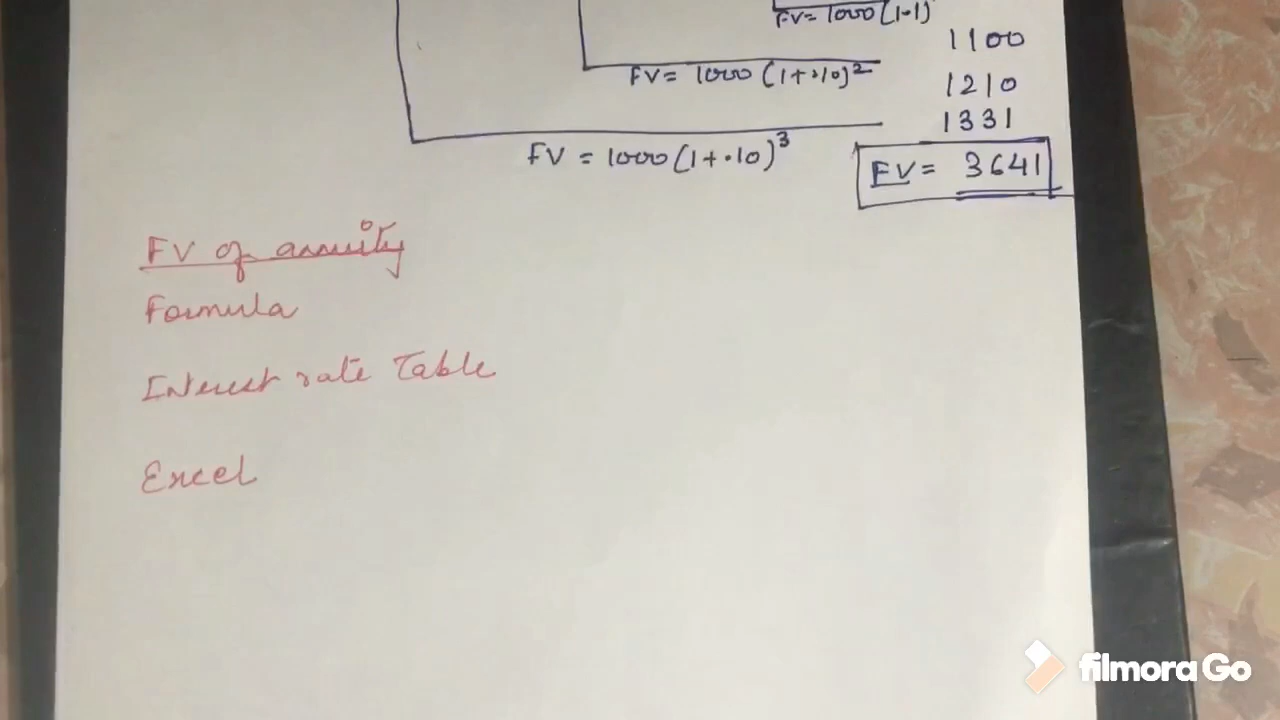 FV = 1000 (1.1)
1100
FV = 1000 (1+.10)²
1210
1331
FV = 1000 (1+.10)³
FV = 3641
FV of annuity
Formula
Interest rate Table
Excel
filmora Go